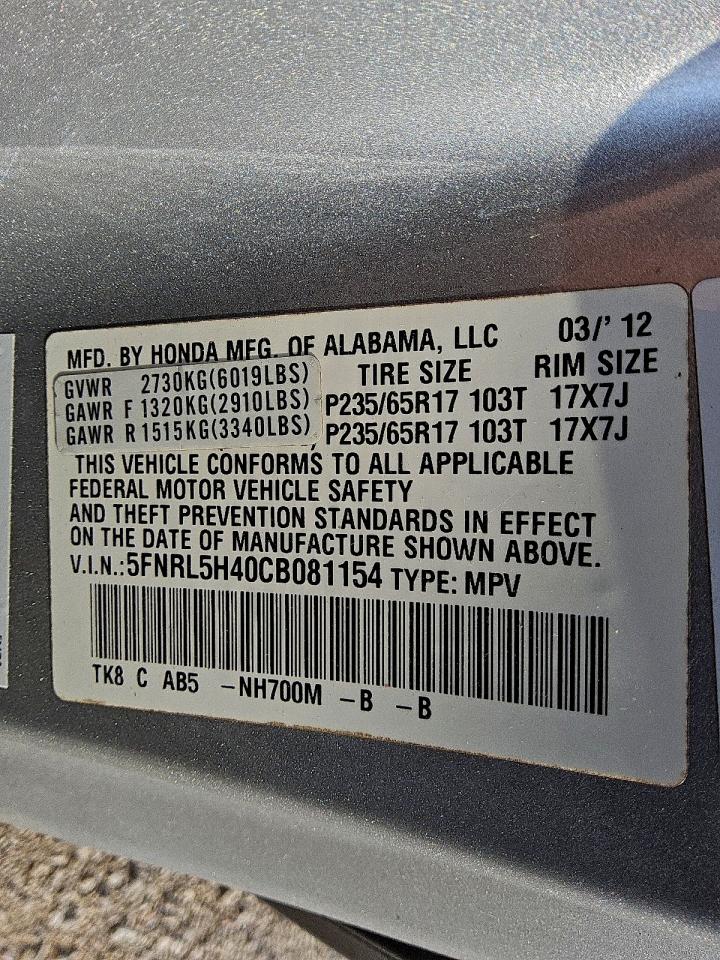 MFD. BY HONDA MFG. OF ALABAMA, LLC 03/' 12
GVWR 2730KG(6019LBS) TIRE SIZE RIM SIZE
GAWR F 1320KG(2910LBS) P235/65R17 103T 17X7J
GAWR R 1515KG(3340LBS) P235/65R17 103T 17X7J
THIS VEHICLE CONFORMS TO ALL APPLICABLE
FEDERAL MOTOR VEHICLE SAFETY
AND THEFT PREVENTION STANDARDS IN EFFECT
ON THE DATE OF MANUFACTURE SHOWN ABOVE.
V.I.N.:5FNRL5H40CB081154 TYPE: MPV
TK8 C AB5 -NH700M -B -B